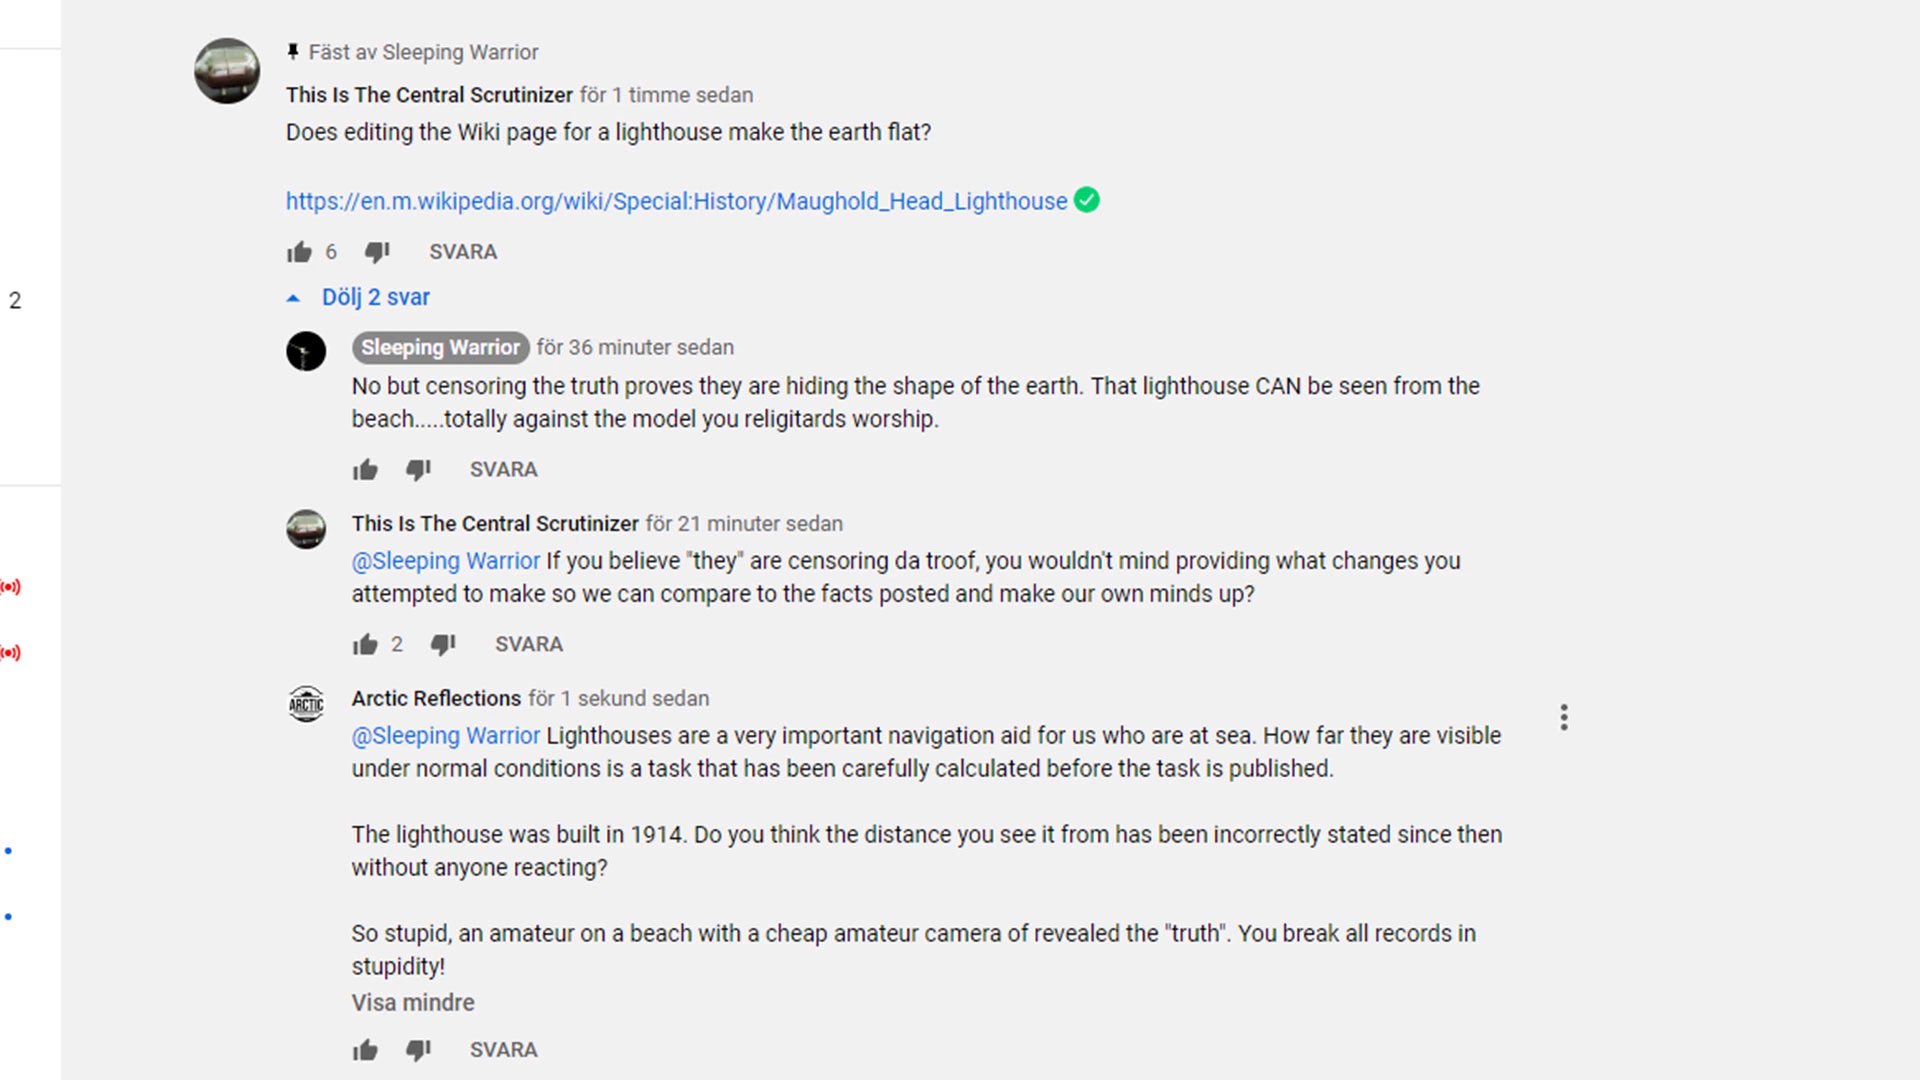 Fäst av Sleeping Warrior
This Is The Central Scrutinizer för 1 timme sedan
Does editing the Wiki page for a lighthouse make the earth flat?
https://en.m.wikipedia.org/wiki/Special:History/Maughold_Head_Lighthouse
6 SVARA
Dölj 2 svar
2
Sleeping Warrior för 36 minuter sedan
No but censoring the truth proves they are hiding the shape of the earth. That lighthouse CAN be seen from the
beach.....totally against the model you religitards worship.
SVARA
This Is The Central Scrutinizer för 21 minuter sedan
@Sleeping Warrior If you believe "they" are censoring da troof, you wouldn't mind providing what changes you
attempted to make so we can compare to the facts posted and make our own minds up?
2 SVARA
ARCTIC
Arctic Reflections för 1 sekund sedan
@Sleeping Warrior Lighthouses are a very important navigation aid for us who are at sea. How far they are visible
under normal conditions is a task that has been carefully calculated before the task is published.
The lighthouse was built in 1914. Do you think the distance you see it from has been incorrectly stated since then
without anyone reacting?
So stupid, an amateur on a beach with a cheap amateur camera of revealed the "truth". You break all records in
stupidity!
Visa mindre
SVARA